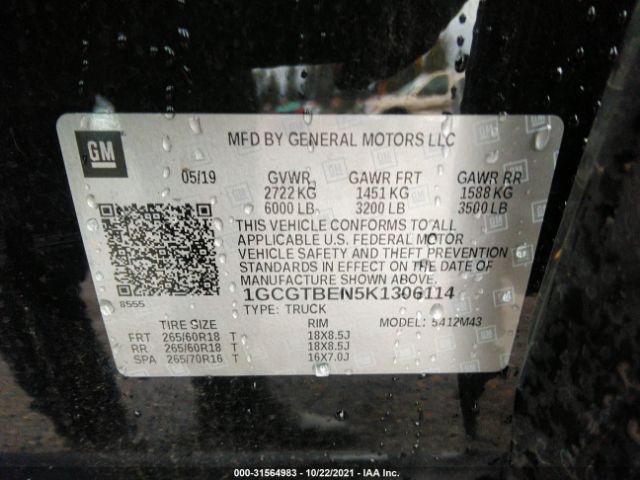 GM
MFD BY GENERAL MOTORS LLC
05/19 GVWR GAWR FRT GAWR RR
2722 KG 1451 KG 1588 KG
6000 LB 3200 LB 3500 LB
THIS VEHICLE CONFORMS TO ALL
APPLICABLE U.S. FEDERAL MOTOR
VEHICLE SAFETY AND THEFT PREVENTION
STANDARDS IN EFFECT ON THE DATE OF
MANUFACTURE SHOWN ABOVE.
8555 1GCGTBEN5K1306114
TYPE: TRUCK MODEL: 5412M43
TIRE SIZE RIM
FRT 265/60R18 T 18X8.5J
RR 265/60R18 T 18X8.5J
SPA 265/70R16 T 16X7.0J
000-31564983 - 10/22/2021 - IAA Inc.